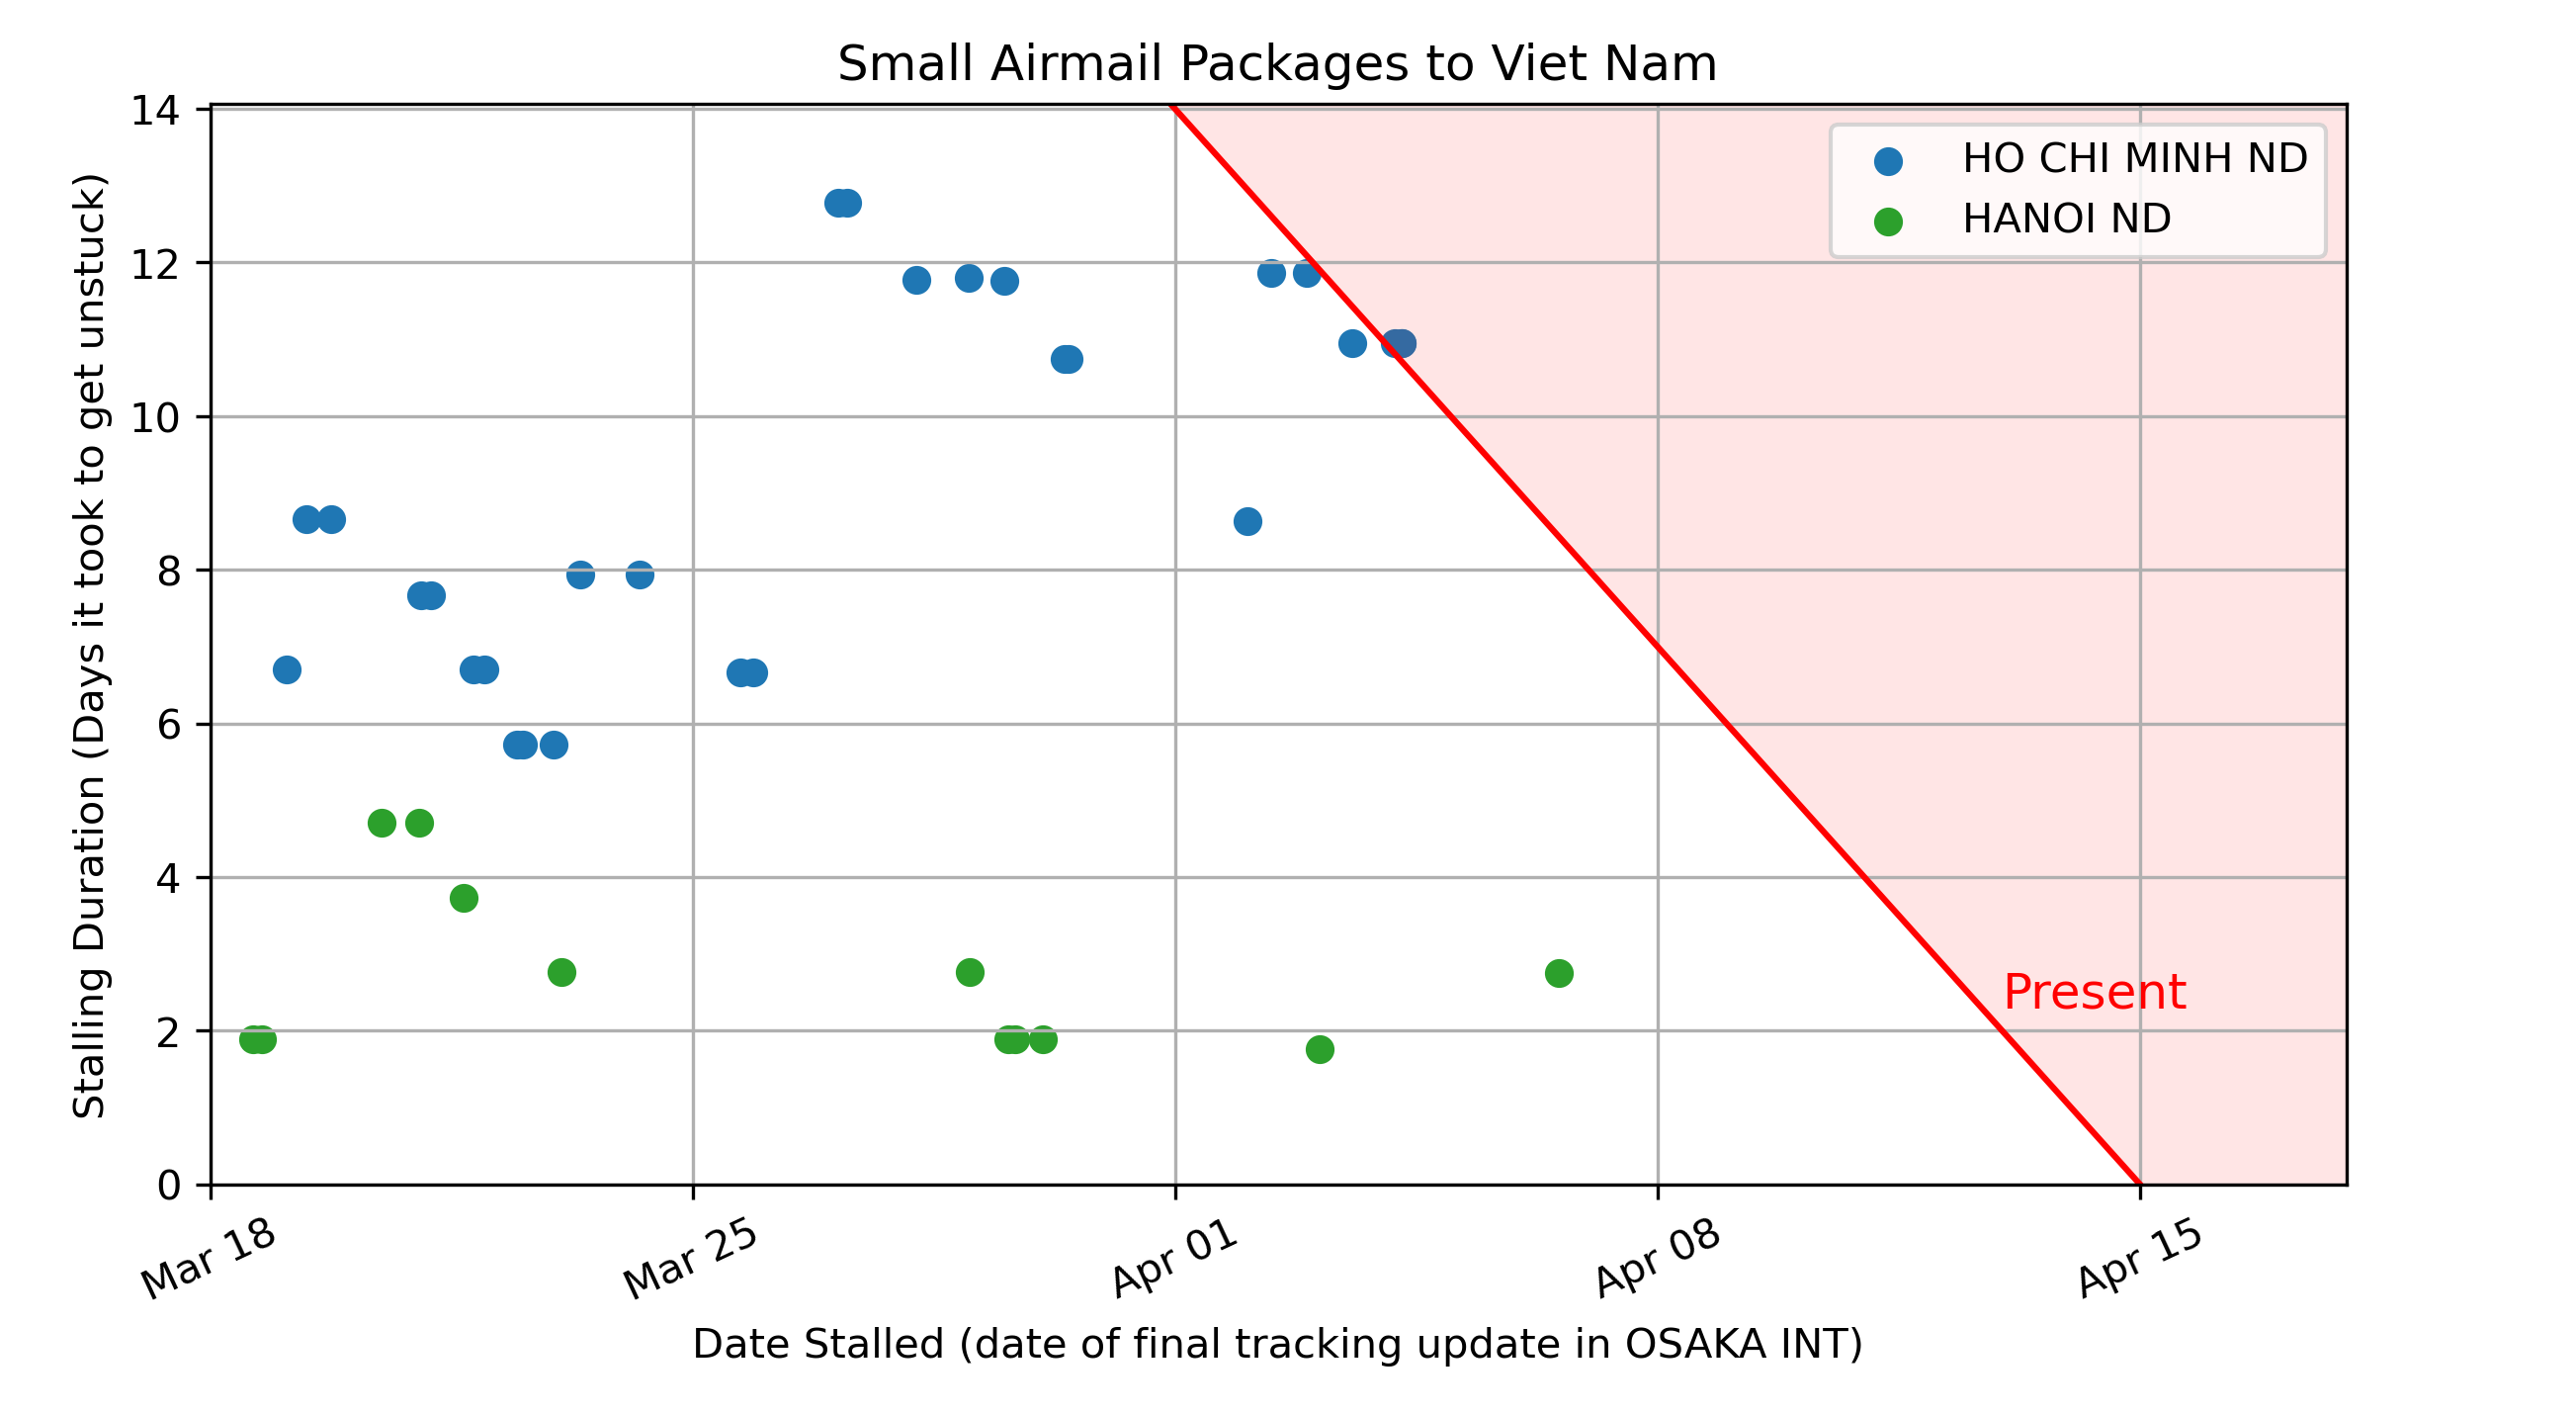 Small Airmail Packages to Viet Nam
Stalling Duration (Days it took to get unstuck)
14
12
10
8
6
4
2
0
HO CHI MINH ND
HANOI ND
Present
Mar 18
Mar 25
Apr 01
Apr 08
Apr 15
Date Stalled (date of final tracking update in OSAKA INT)